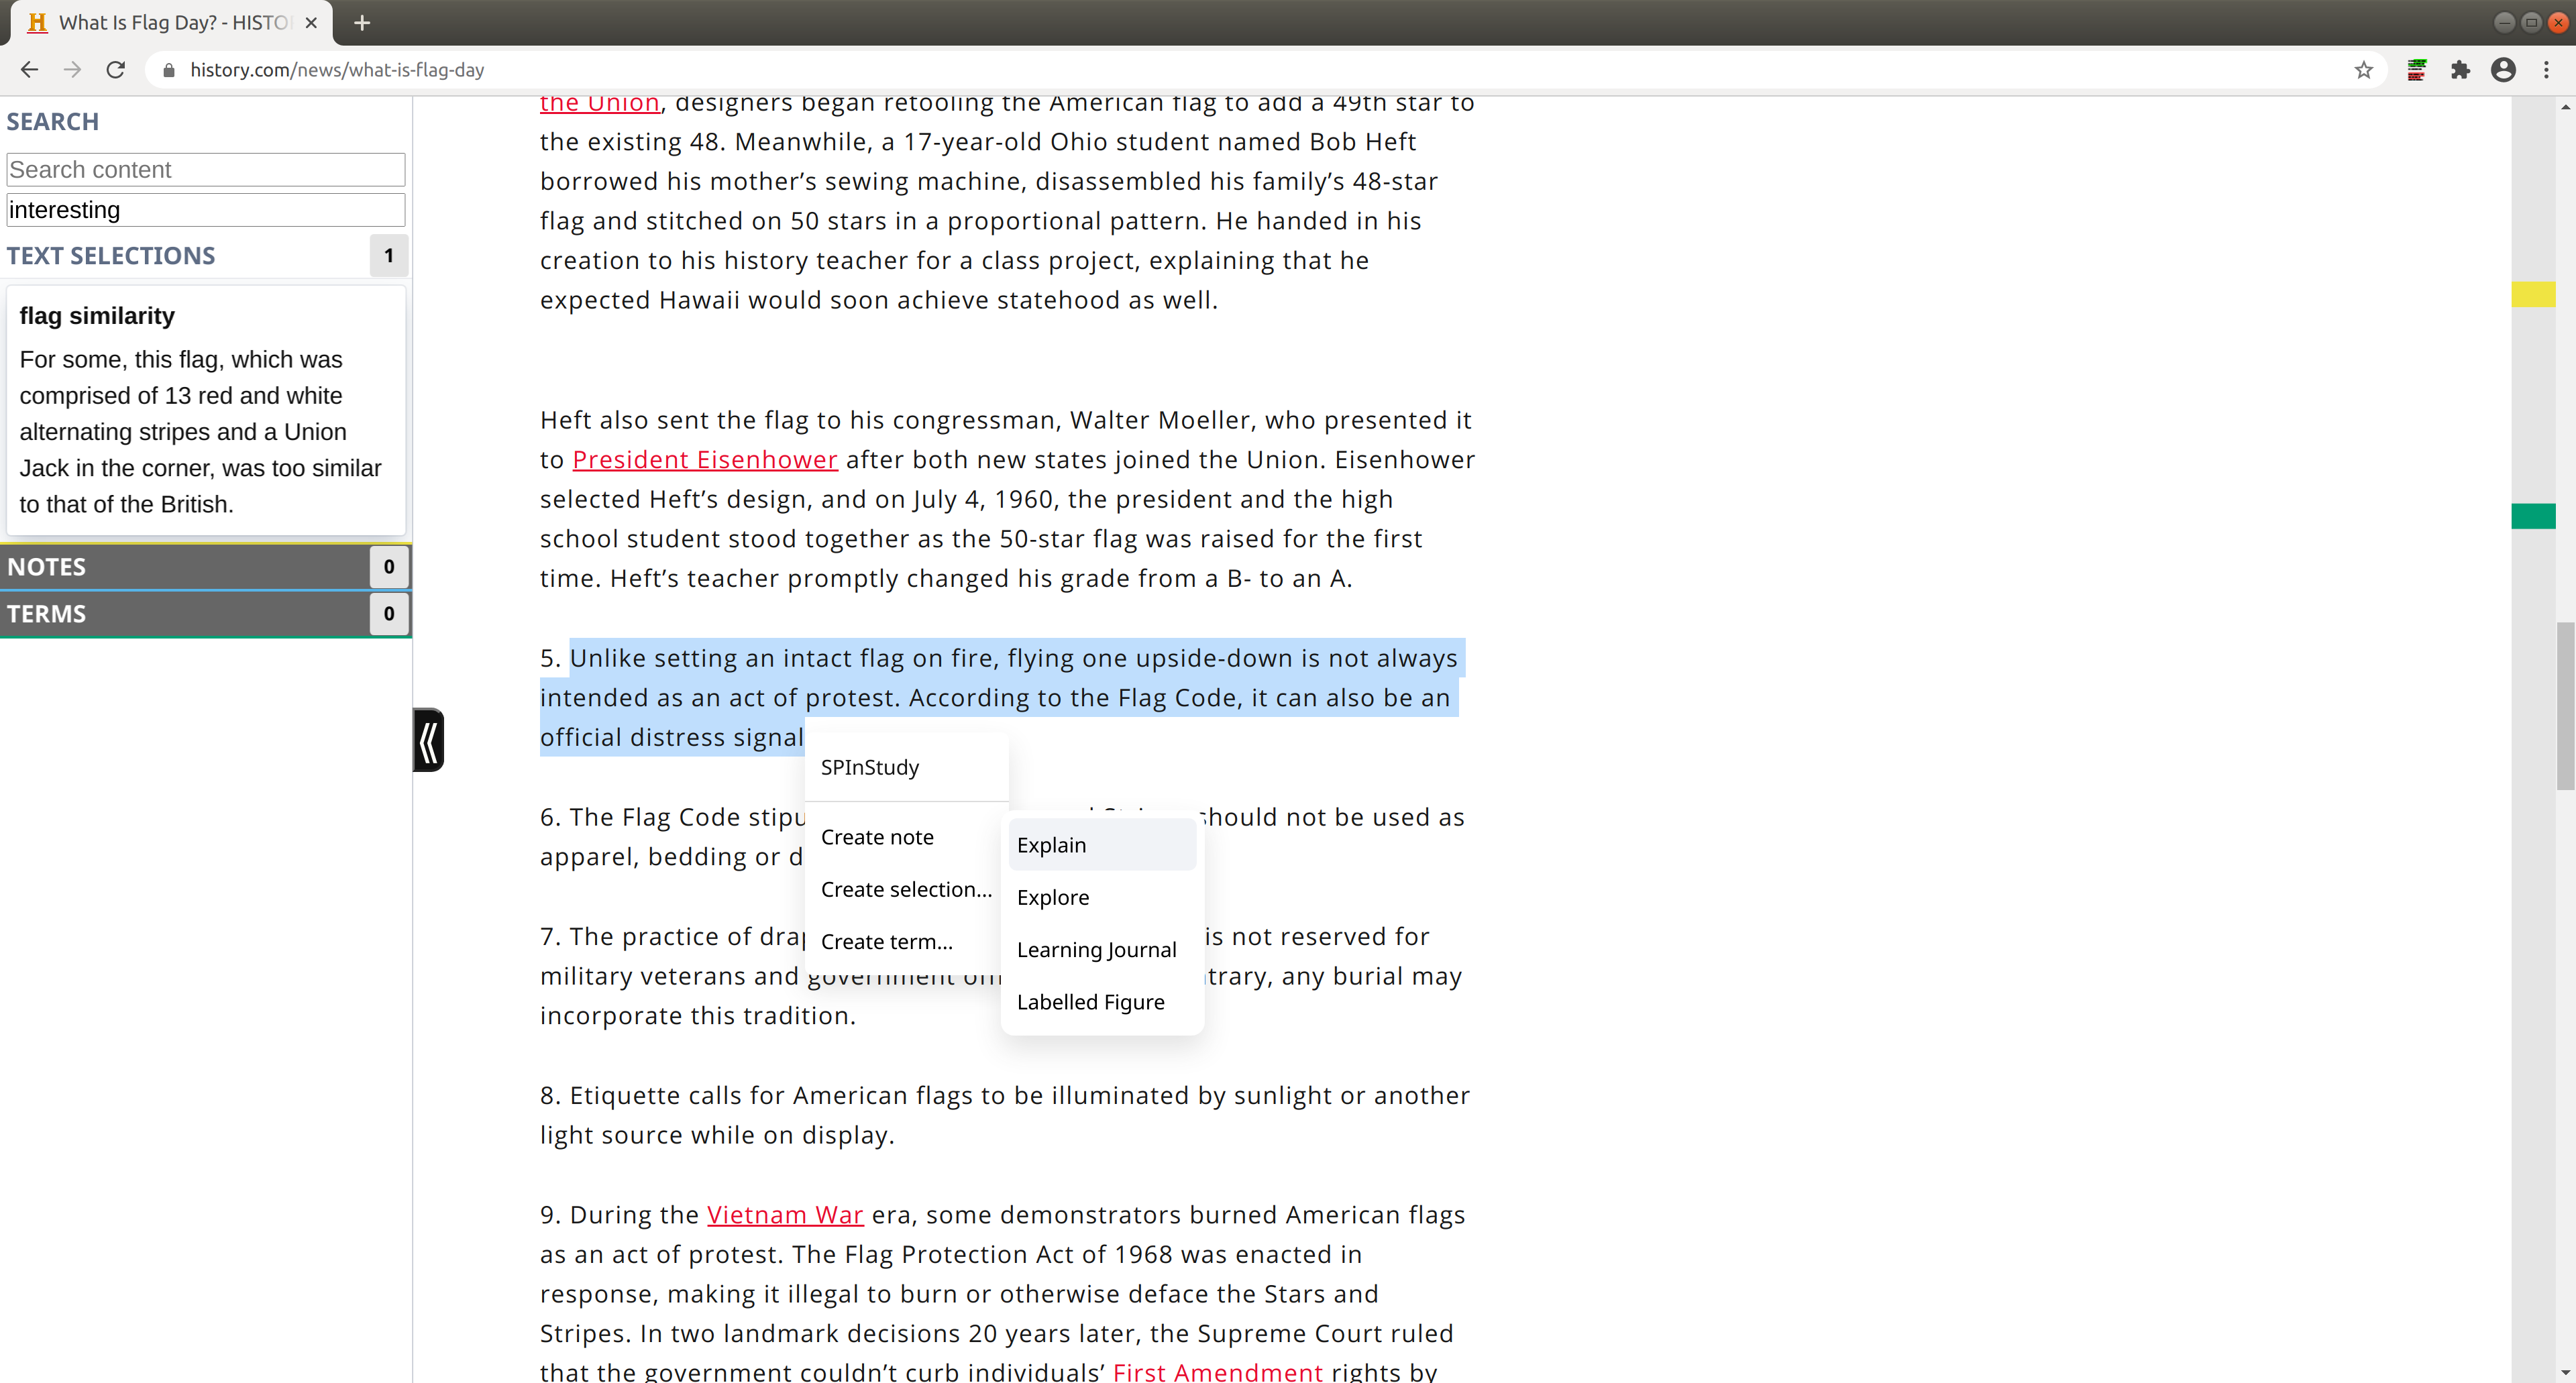 What Is Flag Day? - HISTO
history.com/news/what-is-flag-day
SEARCH
Search content
interesting
TEXT SELECTIONS 1
flag similarity
For some, this flag, which was
comprised of 13 red and white
alternating stripes and a Union
Jack in the corner, was too similar
to that of the British.
NOTES 0
TERMS 0
the Union, designers began retooling the American flag to add a 49th star to
the existing 48. Meanwhile, a 17-year-old Ohio student named Bob Heft
borrowed his mother’s sewing machine, disassembled his family’s 48-star
flag and stitched on 50 stars in a proportional pattern. He handed in his
creation to his history teacher for a class project, explaining that he
expected Hawaii would soon achieve statehood as well.
Heft also sent the flag to his congressman, Walter Moeller, who presented it
to President Eisenhower after both new states joined the Union. Eisenhower
selected Heft’s design, and on July 4, 1960, the president and the high
school student stood together as the 50-star flag was raised for the first
time. Heft’s teacher promptly changed his grade from a B- to an A.
5. Unlike setting an intact flag on fire, flying one upside-down is not always
intended as an act of protest. According to the Flag Code, it can also be an
official distress signal
6. The Flag Code stipu should not be used as
apparel, bedding or d
7. The practice of drap is not reserved for
military veterans and government trary, any burial may
incorporate this tradition.
8. Etiquette calls for American flags to be illuminated by sunlight or another
light source while on display.
9. During the Vietnam War era, some demonstrators burned American flags
as an act of protest. The Flag Protection Act of 1968 was enacted in
response, making it illegal to burn or otherwise deface the Stars and
Stripes. In two landmark decisions 20 years later, the Supreme Court ruled
that the government couldn’t curb individuals’ First Amendment rights by
SPInStudy
Create note
Create selection...
Create term...
Explain
Explore
Learning Journal
Labelled Figure